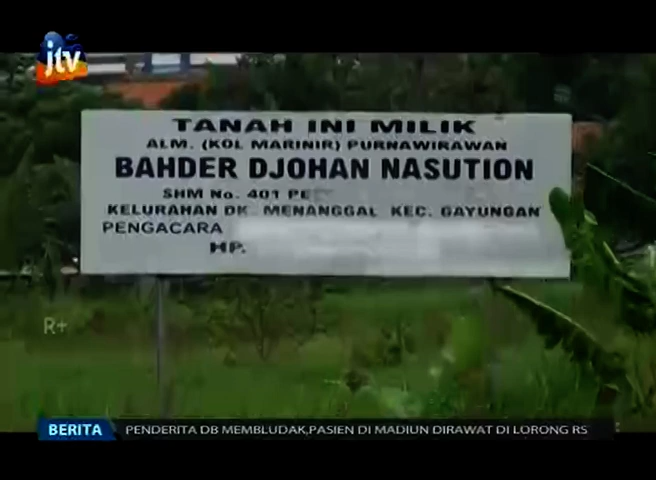 jtv
TANAH INI MILIK
ALM. (KOL MARINIR) PURNAWIRAWAN
BAHDER DJOHAN NASUTION
SHM No. 401
KELURAHAN DK. MENANGGAL KEC. GAYUNGAN
PENGACARA
HP.
R+
BERITA PENDERITA DB MEMBLUDAK,PASIEN DI MADIUN DIRAWAT DI LORONG RS